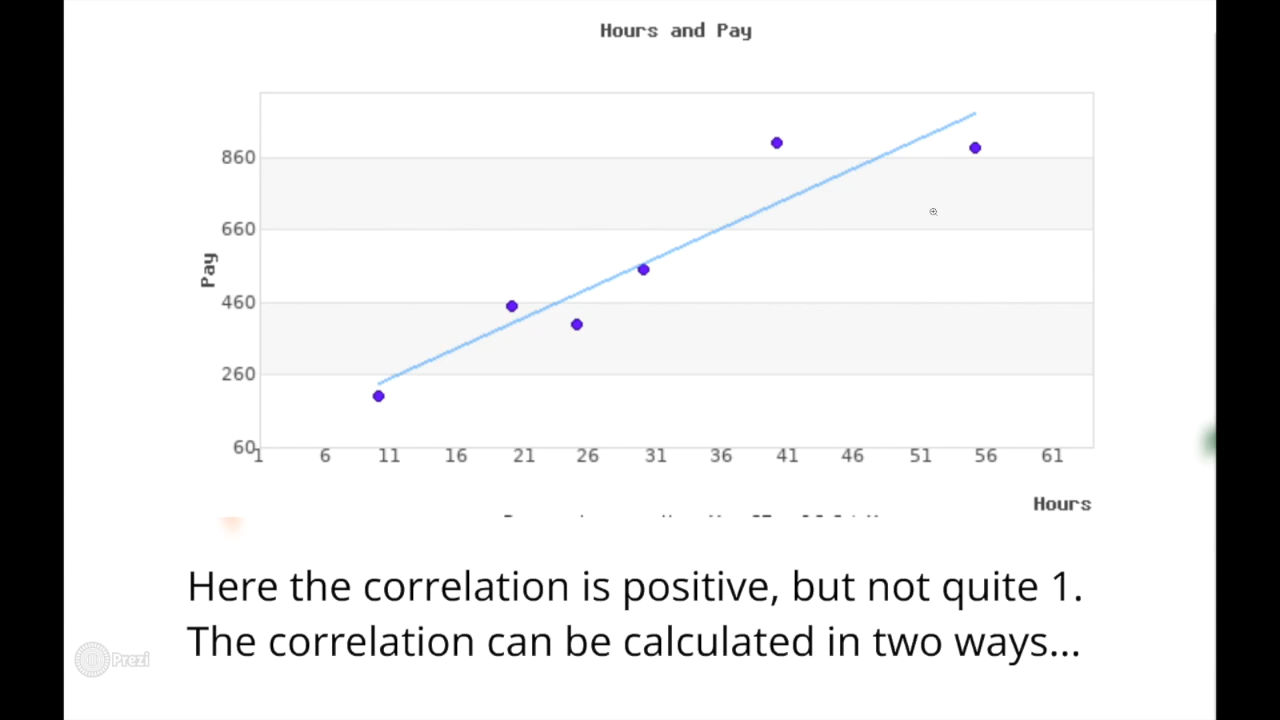 Hours and Pay
860
660
460
260
60
Pay
1 6 11 16 21 26 31 36 41 46 51 56 61
Hours
Here the correlation is positive, but not quite 1.
The correlation can be calculated in two ways...
Prezi